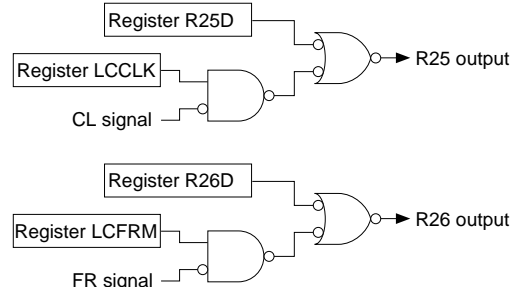 Register R25D
R25 output
Register LCCLK
CL signal
Register R26D
R26 output
Register LCFRM
FR signal